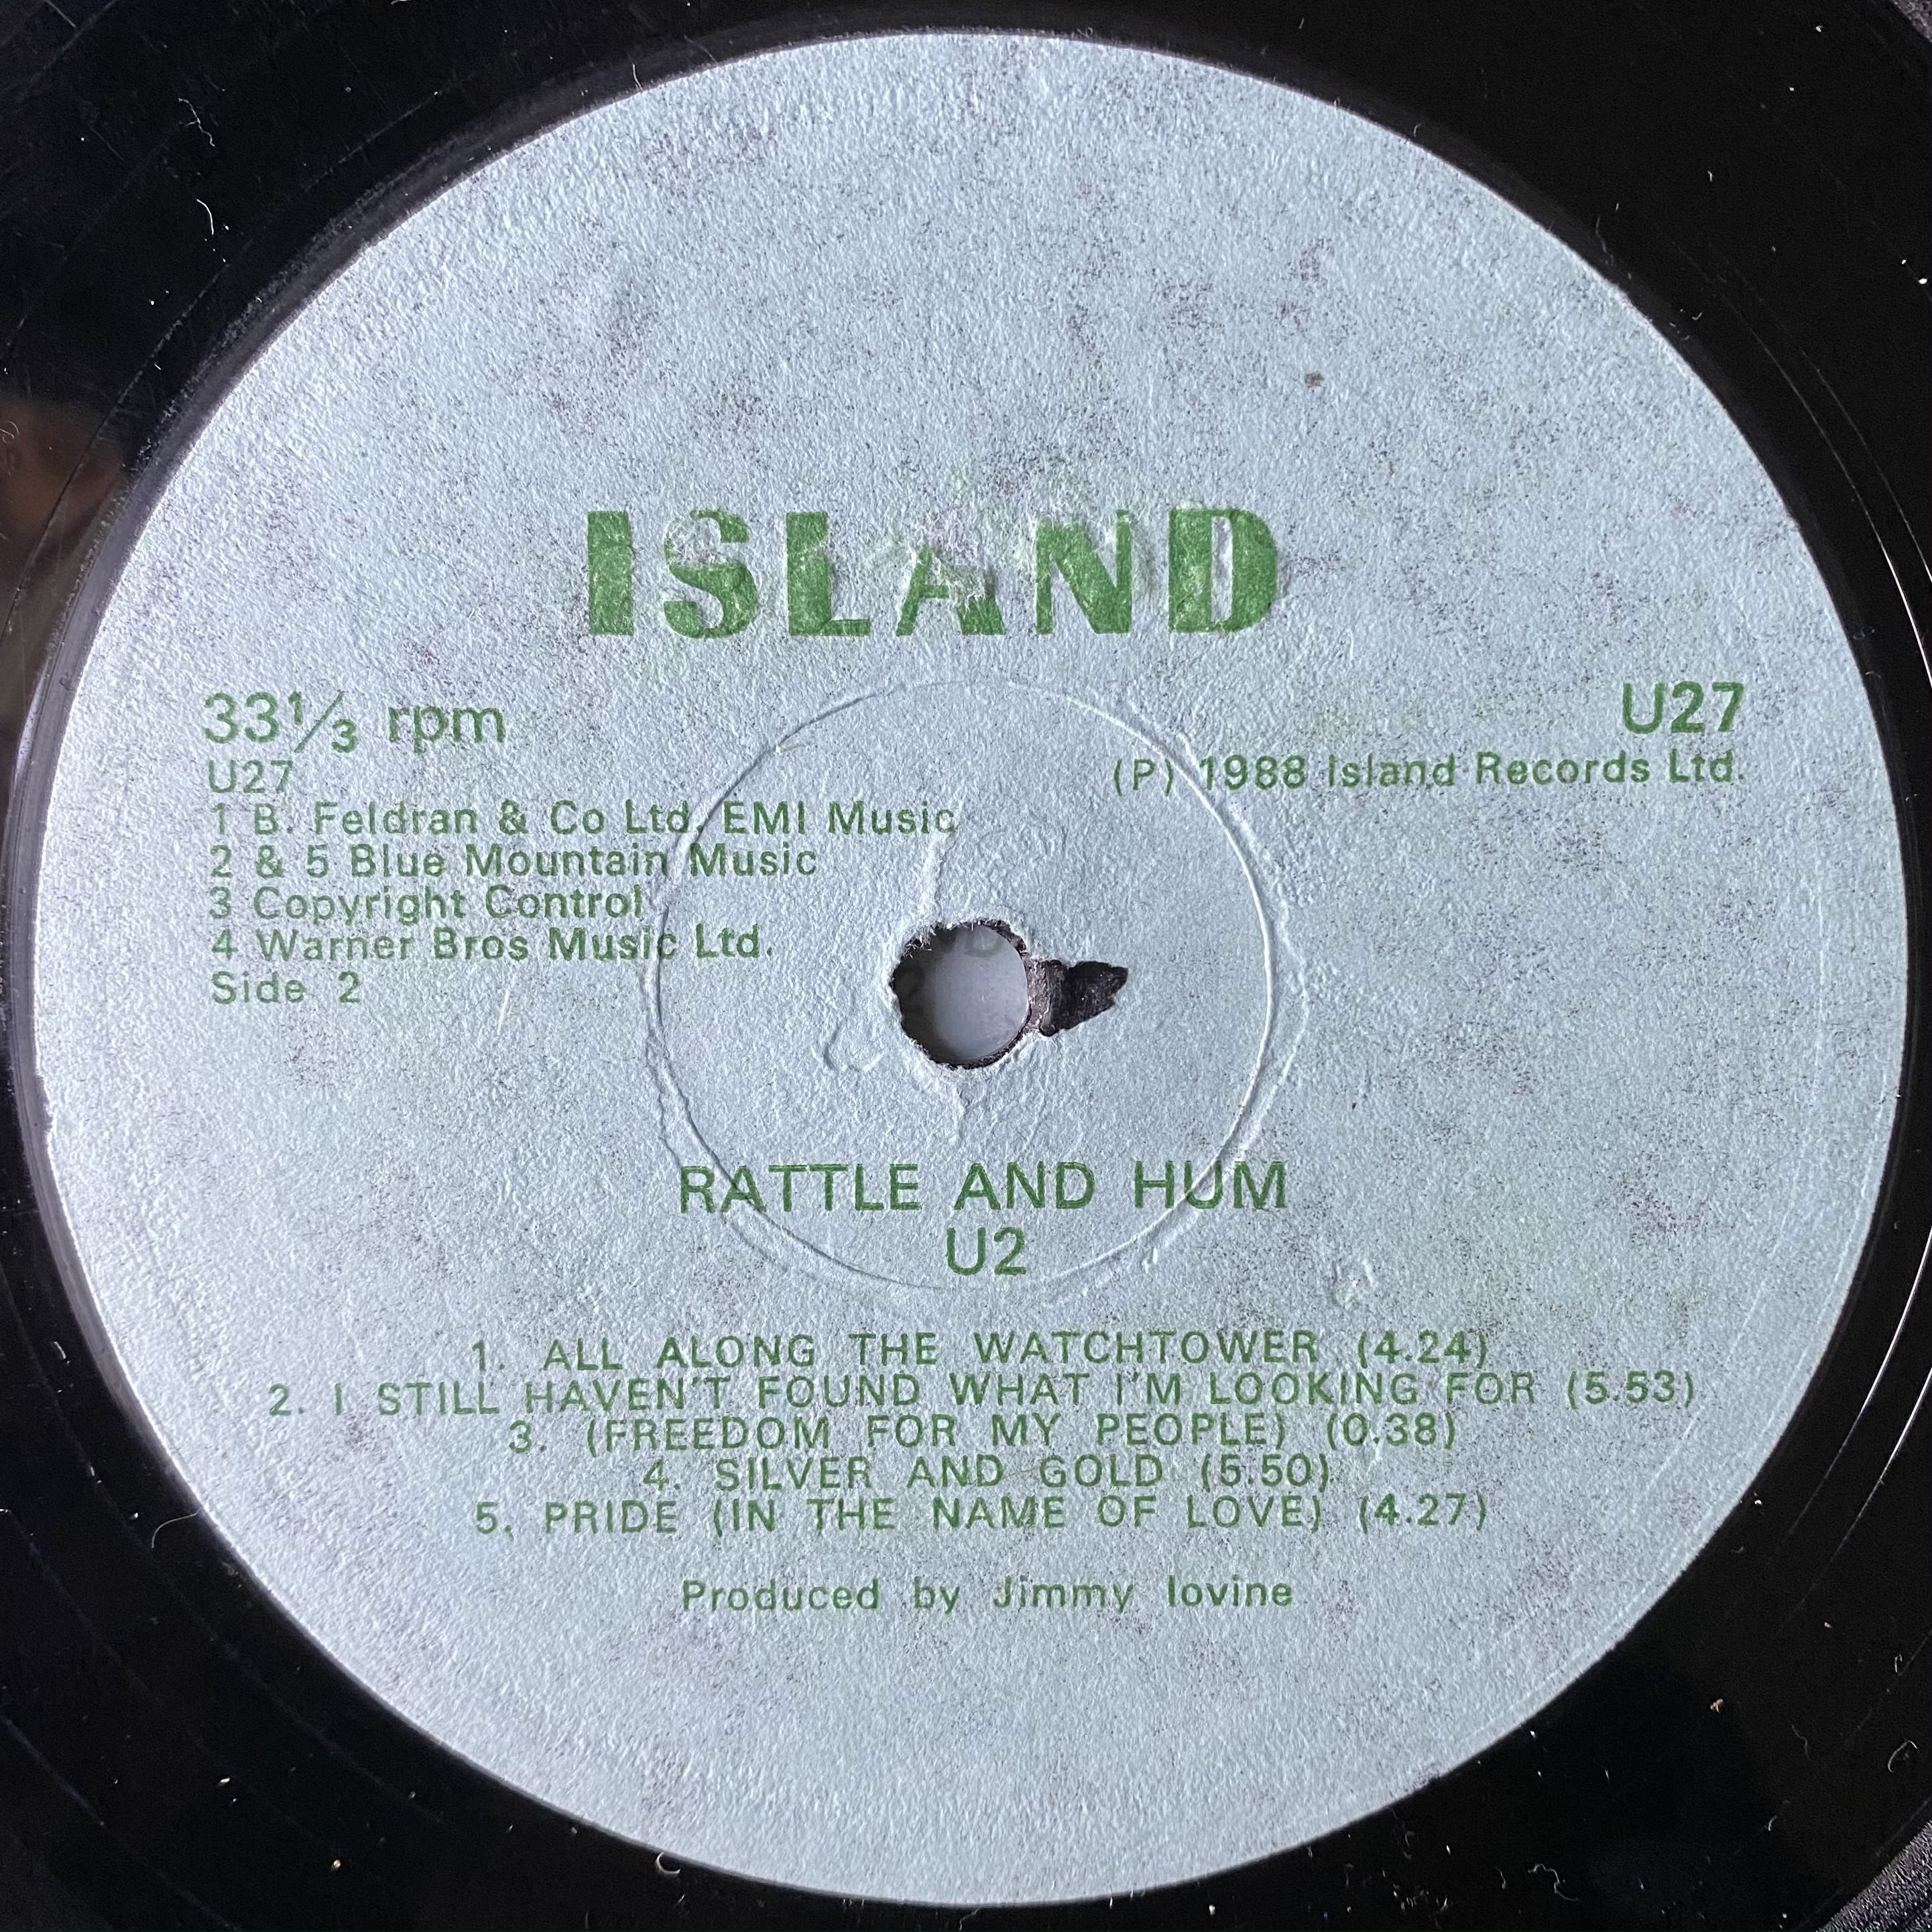 ISLAND
33⅓ rpm
U27
U27
(P) 1988 Island Records Ltd.
1 B. Feldran & Co Ltd. EMI Music
2 & 5 Blue Mountain Music
3 Copyright Control
4 Warner Bros Music Ltd.
Side 2
RATTLE AND HUM
U2
1. ALL ALONG THE WATCHTOWER (4.24)
2. I STILL HAVEN'T FOUND WHAT I'M LOOKING FOR (5.53)
3. (FREEDOM FOR MY PEOPLE) (0.38)
4. SILVER AND GOLD (5.50)
5. PRIDE (IN THE NAME OF LOVE) (4.27)
Produced by Jimmy Iovine